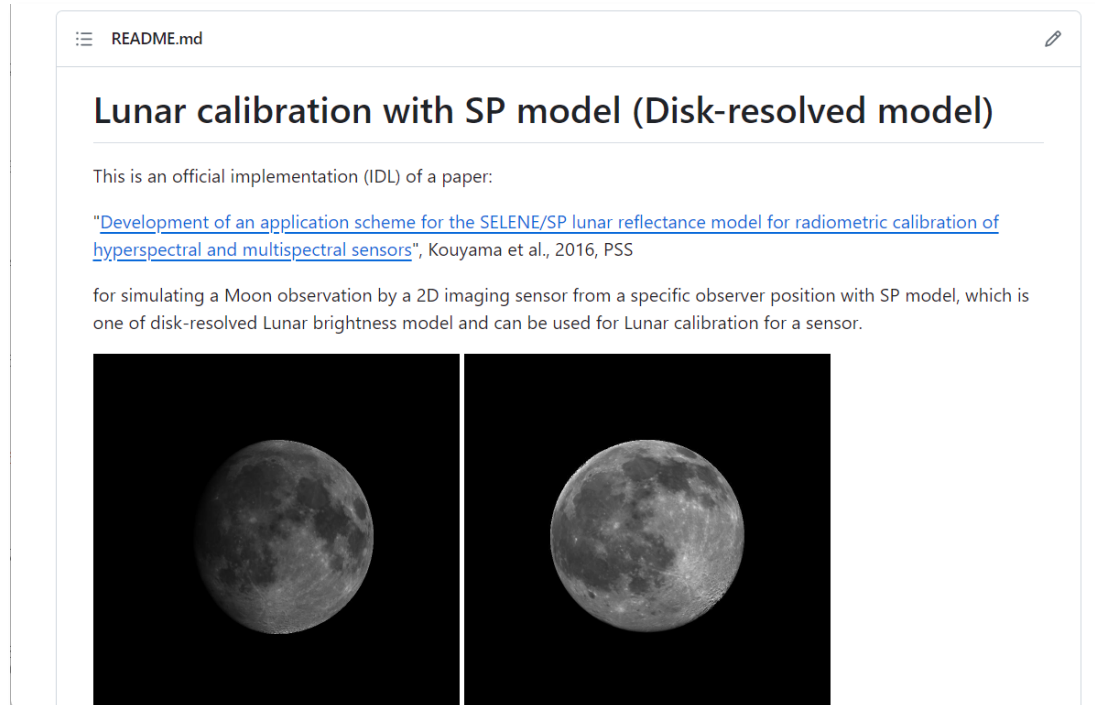 README.md
Lunar calibration with SP model (Disk-resolved model)
This is an official implementation (IDL) of a paper:
"Development of an application scheme for the SELENE/SP lunar reflectance model for radiometric calibration of
hyperspectral and multispectral sensors", Kouyama et al., 2016, PSS
for simulating a Moon observation by a 2D imaging sensor from a specific observer position with SP model, which is
one of disk-resolved Lunar brightness model and can be used for Lunar calibration for a sensor.